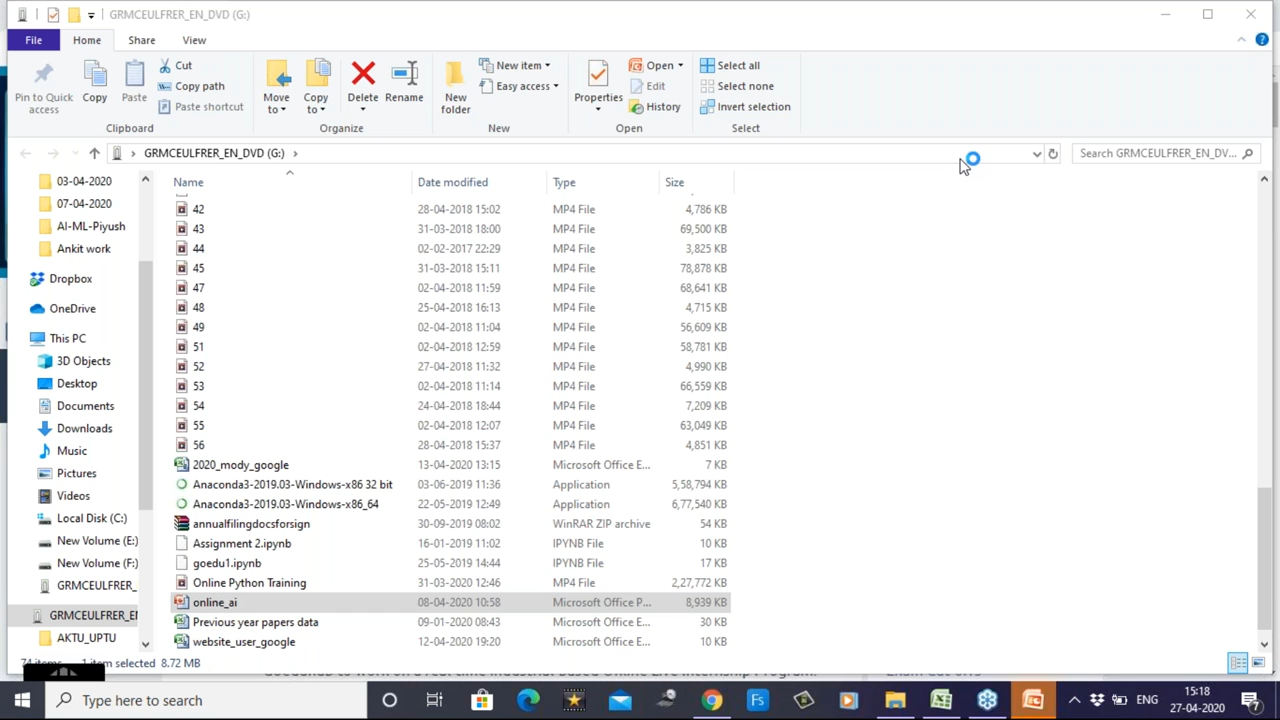 GRMCEULFRER_EN_DVD (G:)
File Home Share View
Pin to Quick access
Copy
Paste
Cut
Copy path
Paste shortcut
Clipboard
Move to
Copy to
Delete
Rename
Organize
New folder
New item
Easy access
New
Properties
Open
Edit
History
Open
Select all
Select none
Invert selection
Select
GRMCEULFRER_EN_DVD (G:)
Search GRMCEULFRER_EN_DV...
03-04-2020
07-04-2020
AI-ML-Piyush
Ankit work
Dropbox
OneDrive
This PC
3D Objects
Desktop
Documents
Downloads
Music
Pictures
Videos
Local Disk (C:)
New Volume (E:)
New Volume (F:)
GRMCEULFRER_
GRMCEULFRER_EN
AKTU_UPTU
Name Date modified Type Size
42 28-04-2018 15:02 MP4 File 4,786 KB
43 31-03-2018 18:00 MP4 File 69,500 KB
44 02-02-2017 22:29 MP4 File 3,825 KB
45 31-03-2018 15:11 MP4 File 78,878 KB
47 02-04-2018 11:59 MP4 File 68,641 KB
48 25-04-2018 16:13 MP4 File 4,715 KB
49 02-04-2018 11:04 MP4 File 56,609 KB
51 02-04-2018 12:59 MP4 File 58,781 KB
52 27-04-2018 11:32 MP4 File 4,990 KB
53 02-04-2018 11:14 MP4 File 66,559 KB
54 24-04-2018 18:44 MP4 File 7,209 KB
55 02-04-2018 12:07 MP4 File 63,049 KB
56 28-04-2018 15:37 MP4 File 4,851 KB
2020_mody_google 13-04-2020 13:15 Microsoft Office E... 7 KB
Anaconda3-2019.03-Windows-x86 32 bit 03-06-2019 11:36 Application 5,58,794 KB
Anaconda3-2019.03-Windows-x86_64 22-05-2019 12:49 Application 6,77,540 KB
annualfilingdocsforsign 30-09-2019 08:02 WinRAR ZIP archive 54 KB
Assignment 2.ipynb 16-01-2019 11:02 IPYNB File 10 KB
goedu1.ipynb 25-05-2019 14:44 IPYNB File 17 KB
Online Python Training 31-03-2020 12:46 MP4 File 2,27,772 KB
online_ai 08-04-2020 10:58 Microsoft Office P... 8,939 KB
Previous year papers data 09-01-2020 08:43 Microsoft Office E... 30 KB
website_user_google 12-04-2020 19:20 Microsoft Office E... 10 KB
74 items 1 item selected 8.72 MB
Type here to search
Fs
ENG
15:18
27-04-2020
7